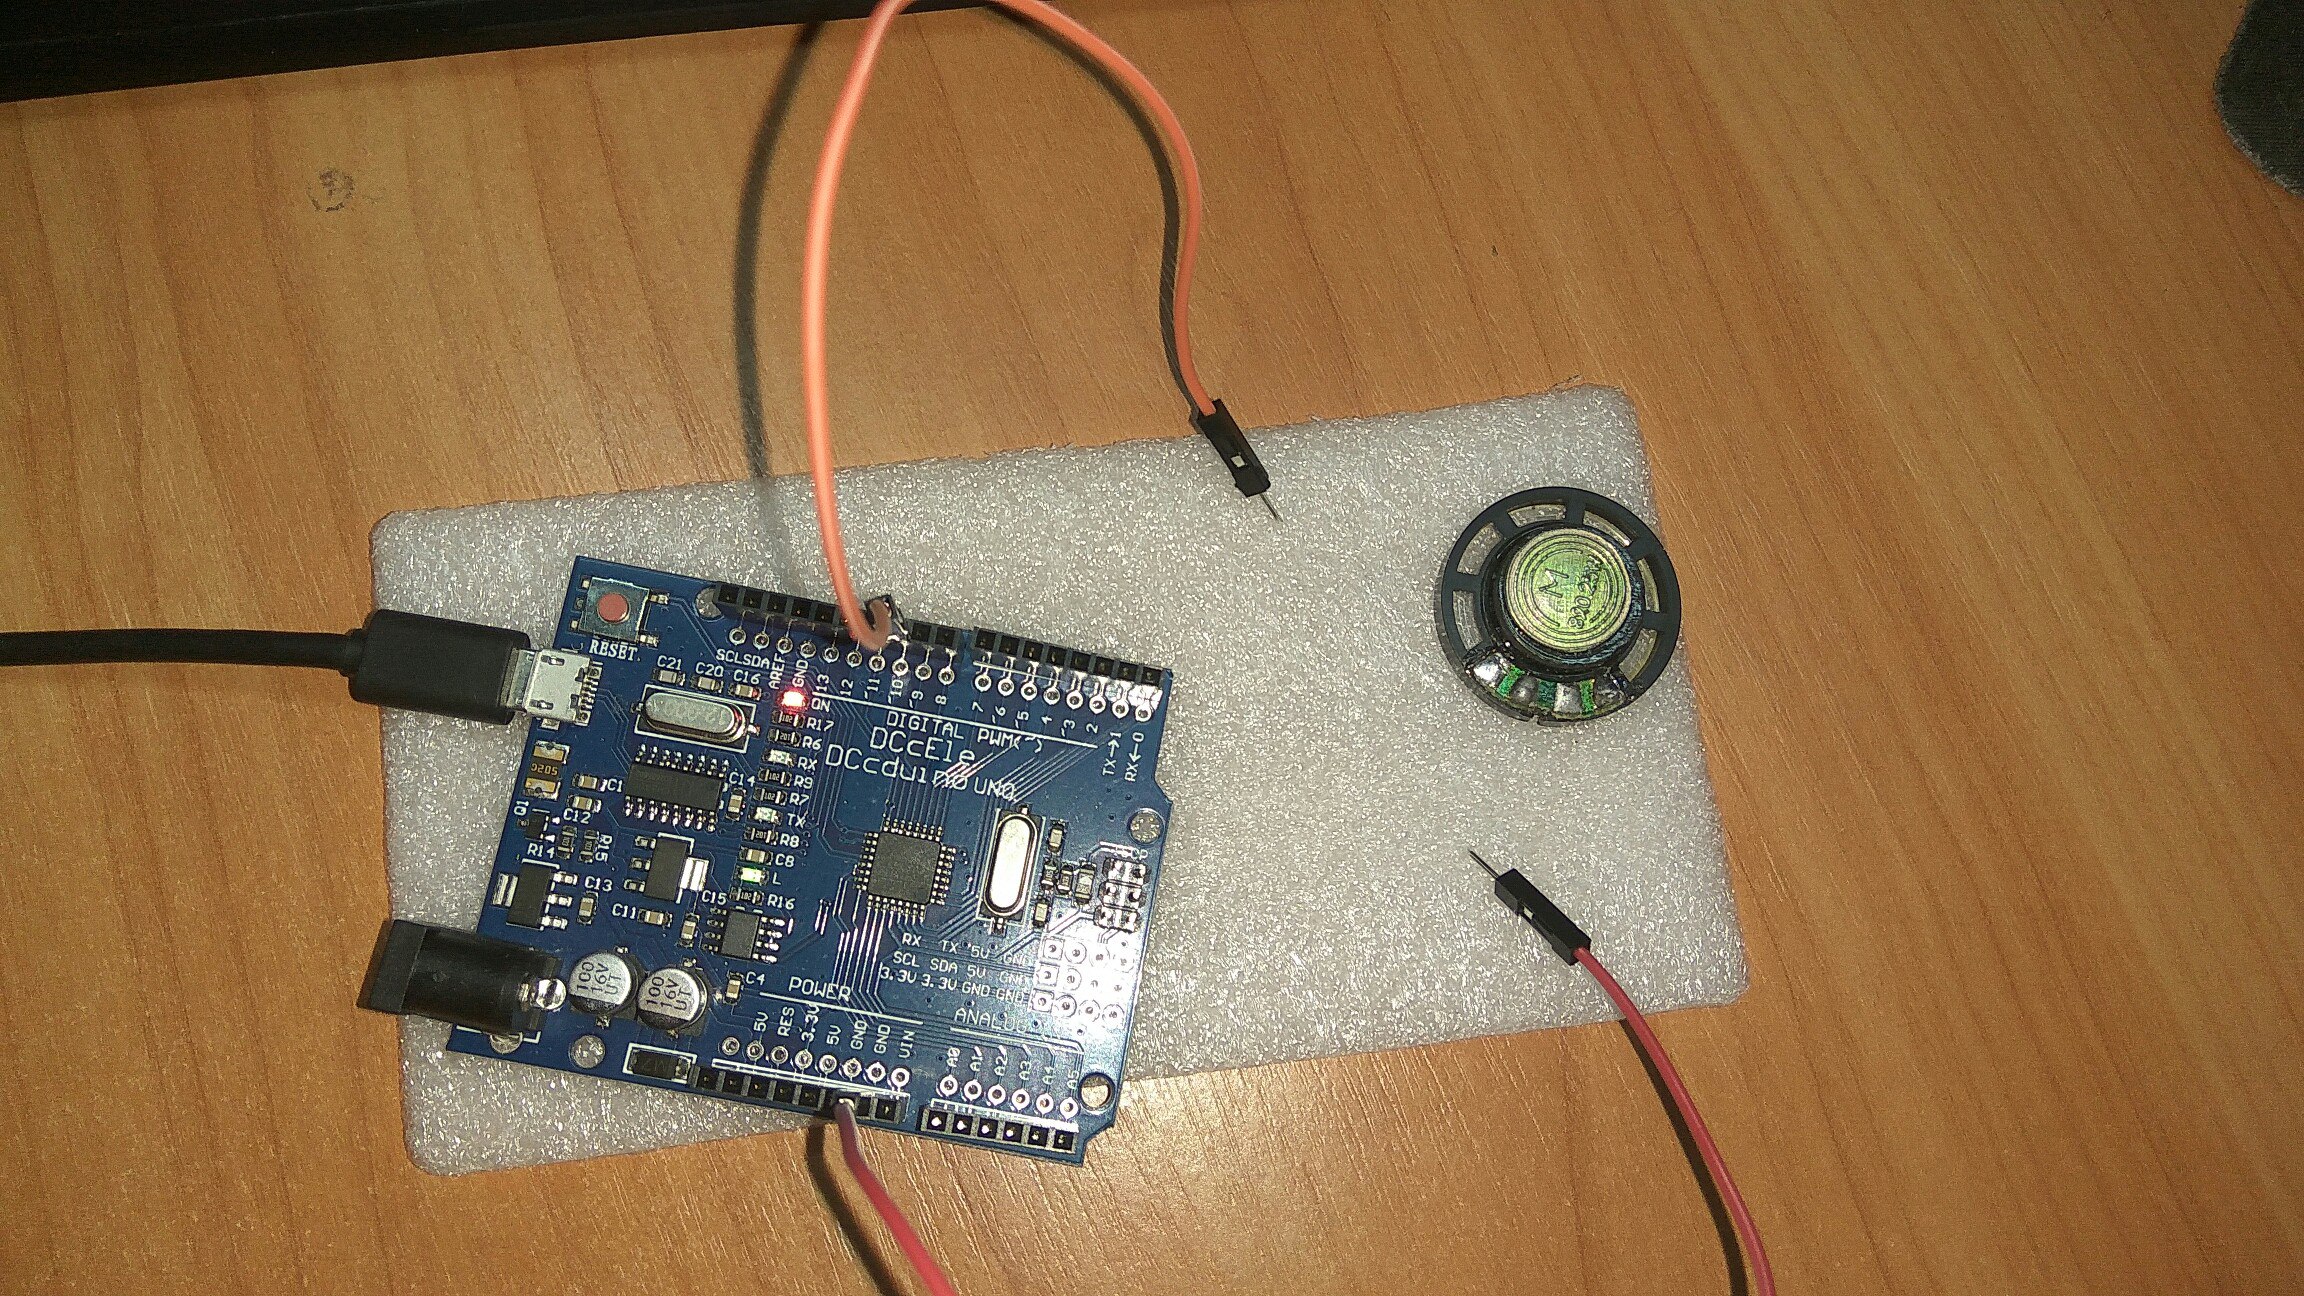 RESET
SCL SDA AREF GND 13 12 ~11 ~10 ~9 8
7 ~6 ~5 4 ~3 2 TX→1 RX←0
C21 C20 C16
ON
DIGITAL PWM(~)
R17
DCcEle
R6
DCcduino UNO
RX
R9
502C
C1
C14
R7
Q1
C12
TX
R15
R8
R14
C8
L
C13
C15
R16
C11
RX TX 5V GND
SCL SDA 5V GND
3.3V 3.3V GND GND
100
16V
UT
100
16V
UT
C4
POWER
5V RES 3.3V 5V GND GND VIN
A0 A1 A2 A3 A4 A5
M